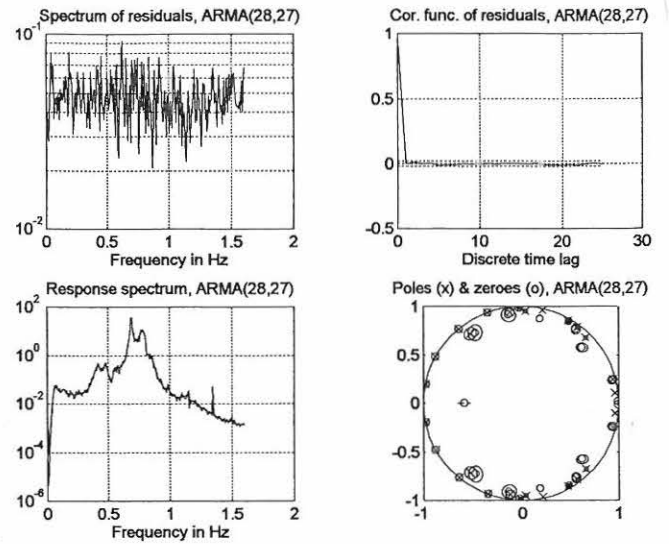 Spectrum of residuals, ARMA(28,27)
10^-1
10^-2
0 0.5 1 1.5 2
Frequency in Hz
Cor. func. of residuals, ARMA(28,27)
1
0.5
0
-0.5
0 10 20 30
Discrete time lag
Response spectrum, ARMA(28,27)
10^2
10^0
10^-2
10^-4
10^-6
0 0.5 1 1.5 2
Frequency in Hz
Poles (x) & zeroes (o), ARMA(28,27)
1
0.5
0
-0.5
-1
-1 0 1